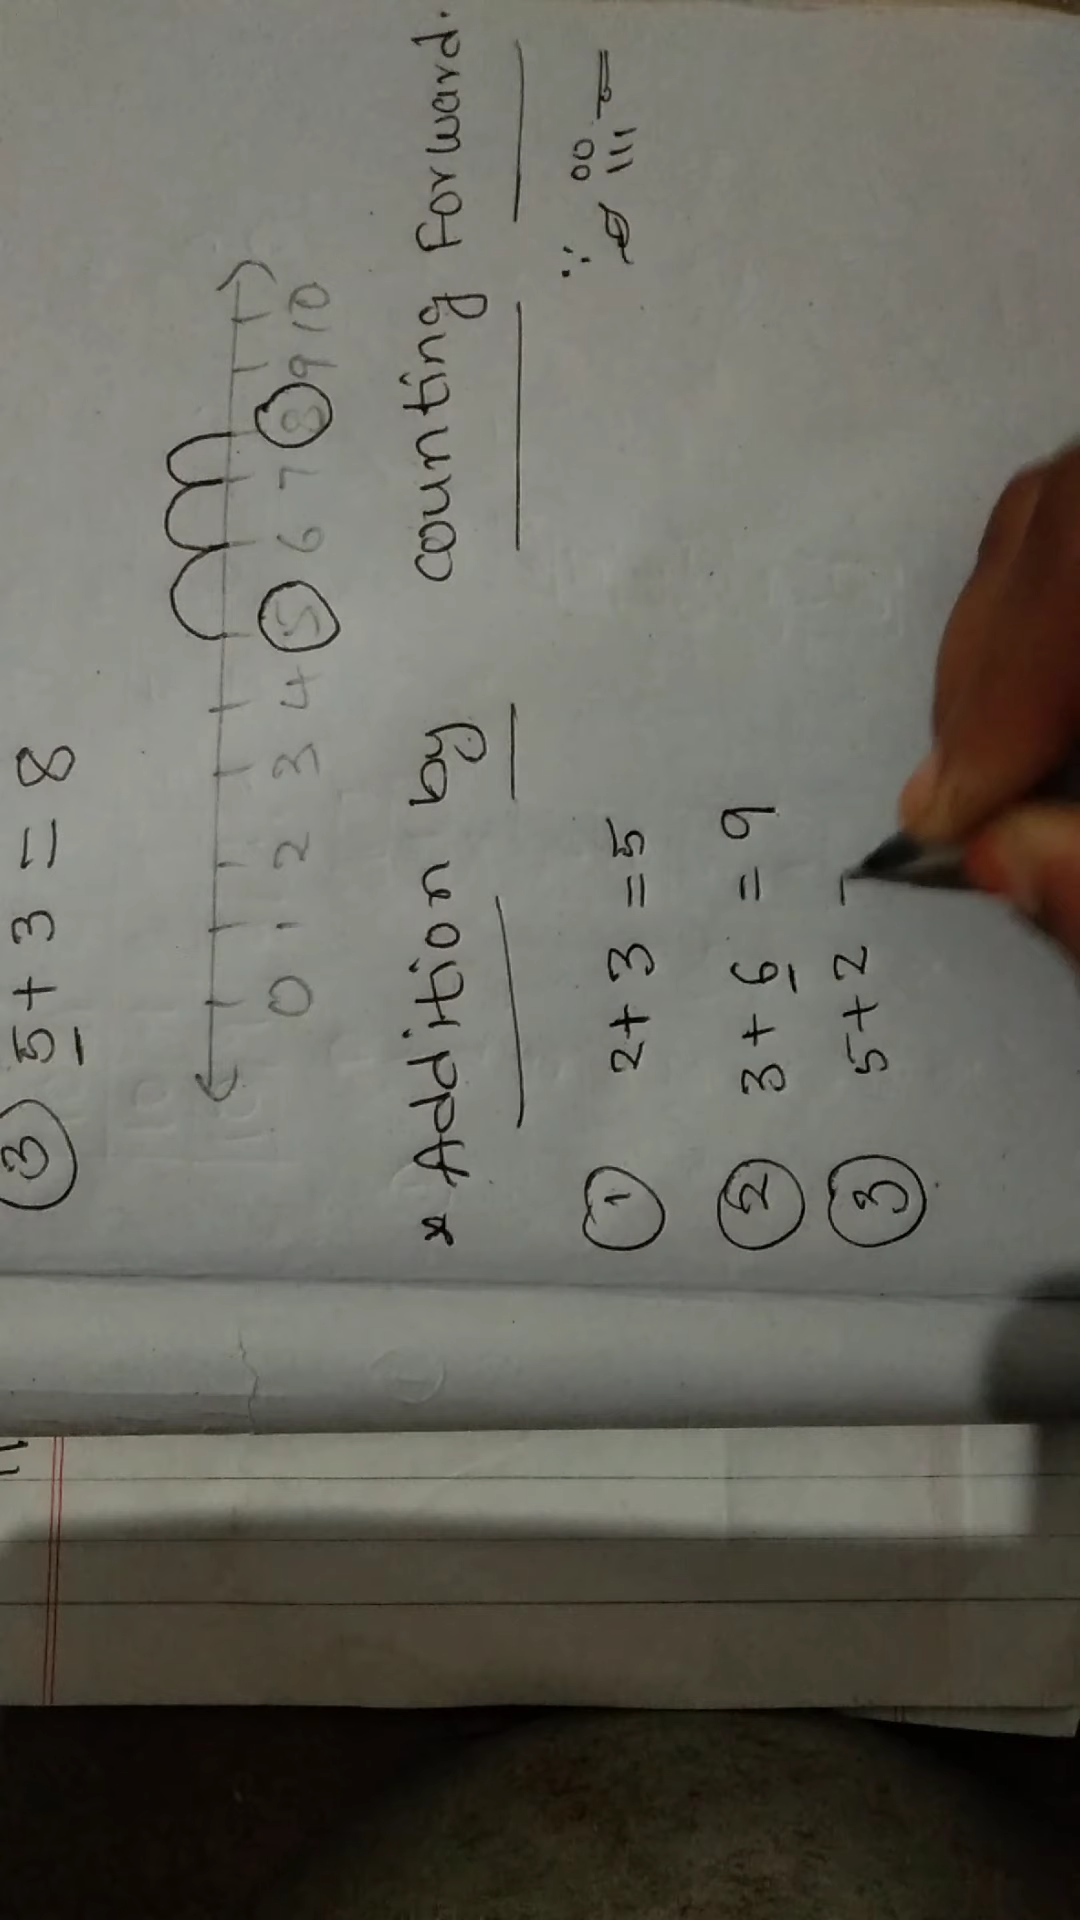 ③ 5 + 3 = 8
0 1 2 3 4 5 6 7 8 9 10
* Addition by counting forward.
① 2 + 3 = 5
② 3 + 6 = 9
③ 5 + 2